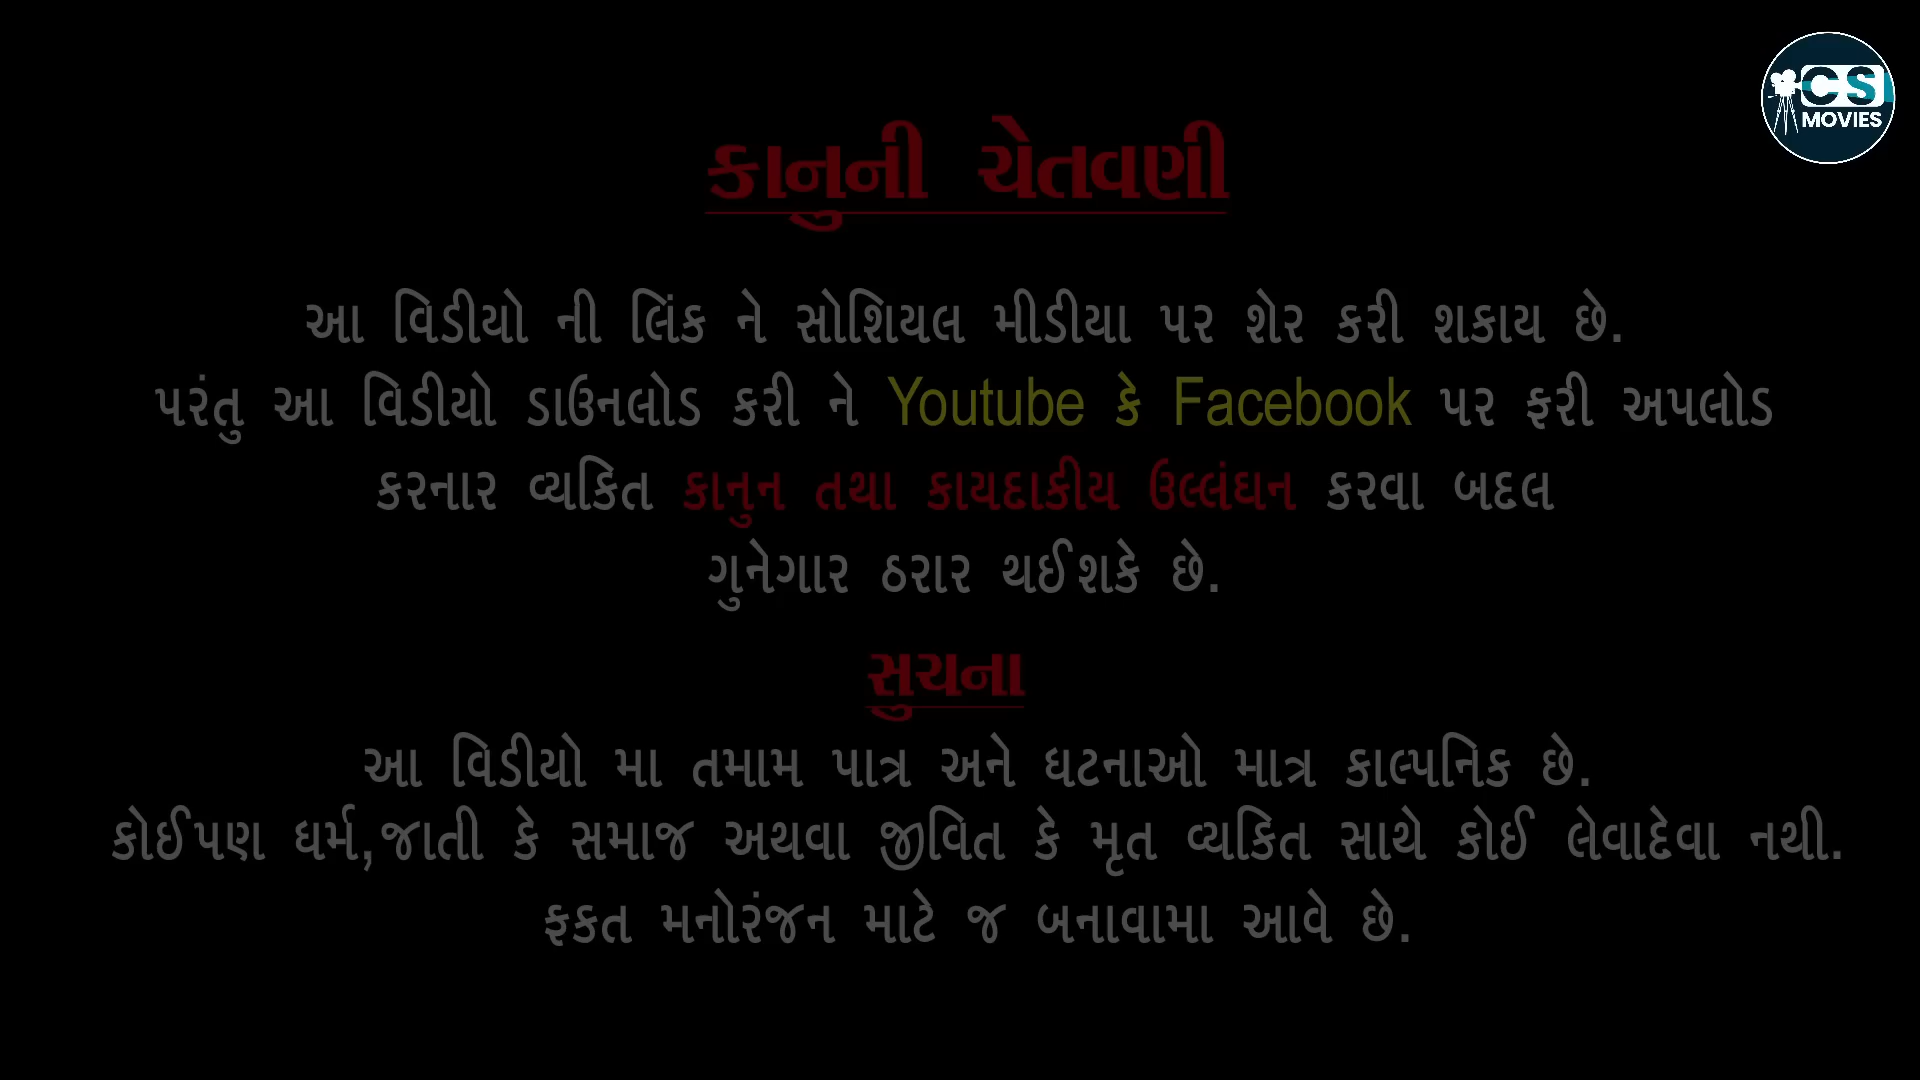 CSI
MOVIES
કાનુની ચેતવણી
આ વિડીયો ની લિંક ને સોશિયલ મીડીયા પર શેર કરી શકાય છે.
પરંતુ આ વિડીયો ડાઉનલોડ કરી ને Youtube કે Facebook પર ફરી અપલોડ
કરનાર વ્યકિત કાનુન તથા કાયદાકીય ઉલ્લંઘન કરવા બદલ
ગુનેગાર ઠરાર થઈશકે છે.
સુચના
આ વિડીયો મા તમામ પાત્ર અને ઘટનાઓ માત્ર કાલ્પનિક છે.
કોઈપણ ધર્મ,જાતી કે સમાજ અથવા જીવિત કે મૃત વ્યકિત સાથે કોઈ લેવાદેવા નથી.
ફકત મનોરંજન માટે જ બનાવામા આવે છે.